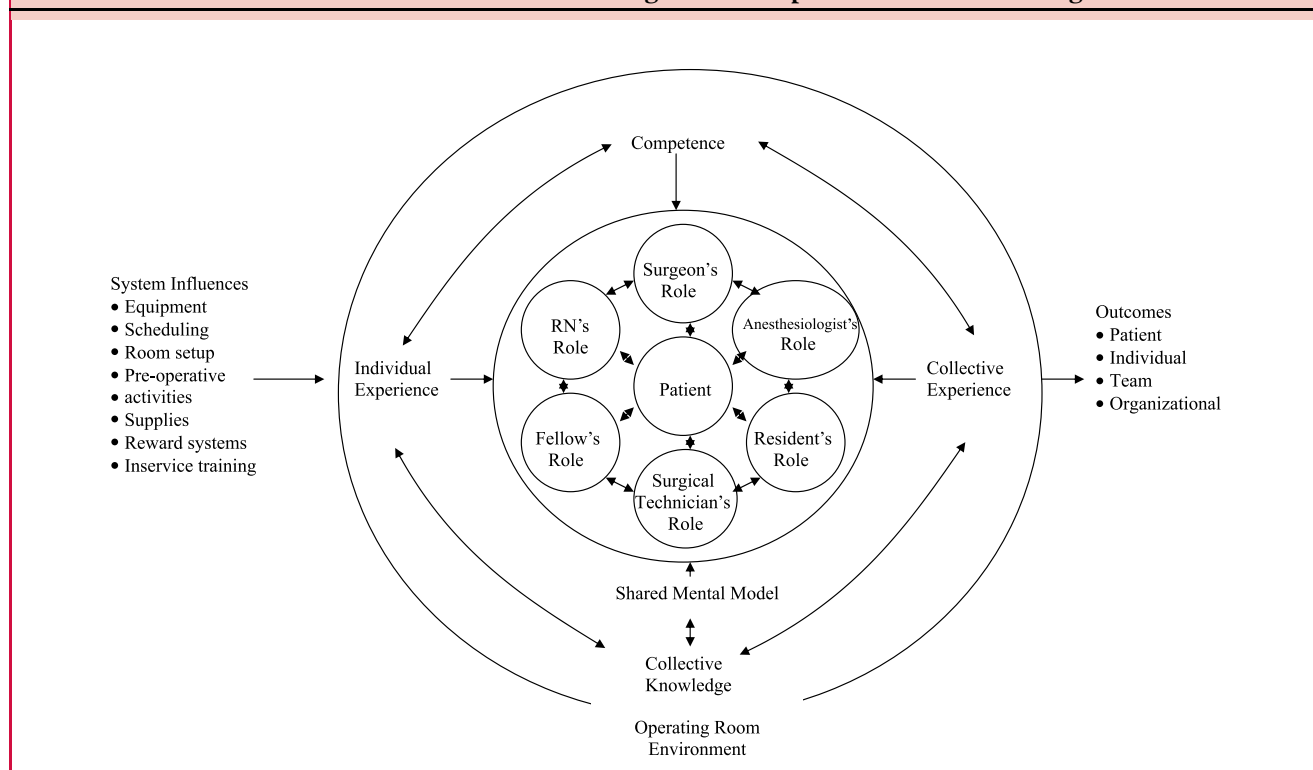 Competence
Surgeon's
Role
RN's
Role
Anesthesiologist's
Role
System Influences
• Equipment
• Scheduling
• Room setup
• Pre-operative
• activities
• Supplies
• Reward systems
• Inservice training
Individual
Experience
Patient
Collective
Experience
Outcomes
• Patient
• Individual
• Team
• Organizational
Fellow's
Role
Resident's
Role
Surgical
Technician's
Role
Shared Mental Model
Collective
Knowledge
Operating Room
Environment